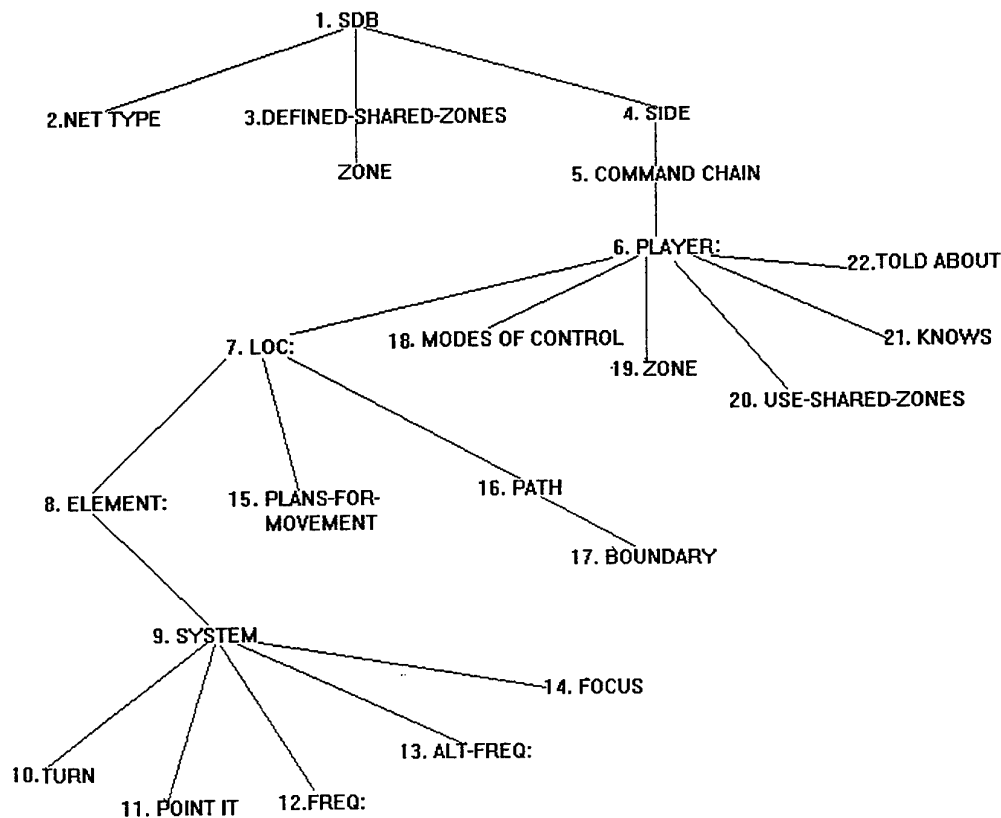 1. SDB
2.NET TYPE
3.DEFINED-SHARED-ZONES
4. SIDE
ZONE
5. COMMAND CHAIN
6. PLAYER:
22.TOLD ABOUT
7. LOC:
18. MODES OF CONTROL
21. KNOWS
19. ZONE
20. USE-SHARED-ZONES
8. ELEMENT:
15. PLANS-FOR-
MOVEMENT
16. PATH
17. BOUNDARY
9. SYSTEM
14. FOCUS
13. ALT-FREQ:
10.TURN
11. POINT IT
12.FREQ: